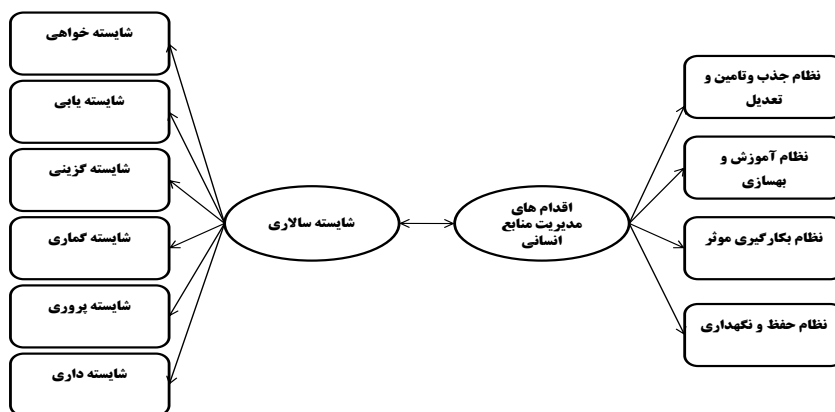 شایسته خواهی
شایسته یابی
شایسته گزینی
شایسته گماری
شایسته پروری
شایسته داری
شایسته سالاری
اقدام های
مدیریت منابع
انسانی
نظام جذب وتامین و
تعدیل
نظام آموزش و
بهسازی
نظام بکارگیری موثر
نظام حفظ و نگهداری